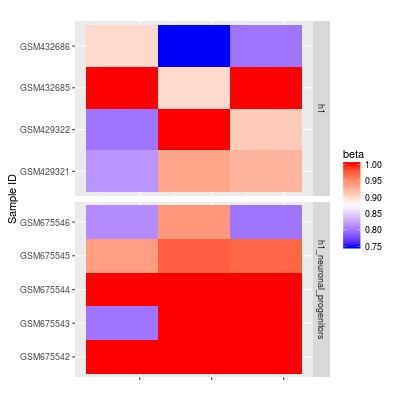 Sample ID
GSM432686
GSM432685
GSM429322
GSM429321
h1
GSM675546
GSM675545
GSM675544
GSM675543
GSM675542
h1_neuronal_progenitors
beta
1.00
0.95
0.90
0.85
0.80
0.75